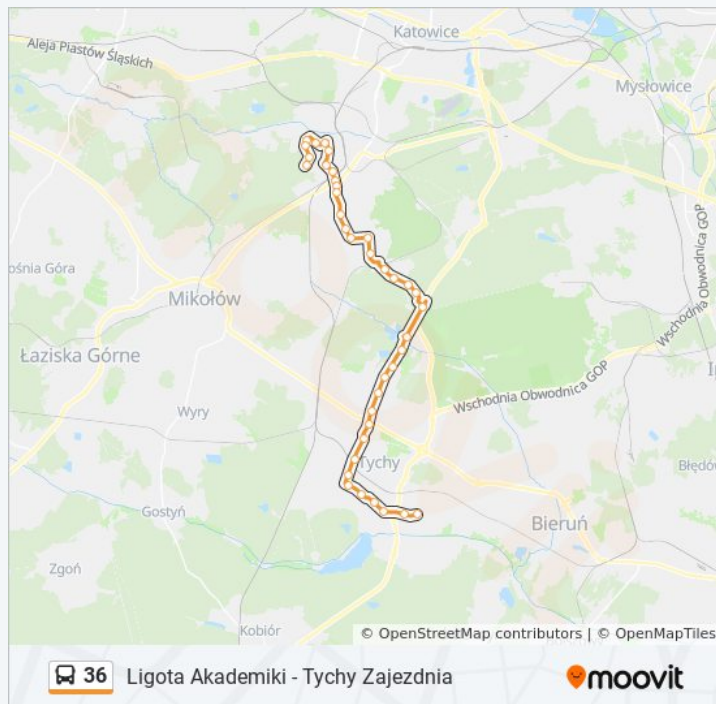 Katowice
Aleja Piastów Śląskich
Mysłowice
Wschodnia Obwodnica GOP
ośnia Góra
Mikołów
Łaziska Górne
Wschodnia Obwodnica GOP
Wyry
Tychy
Błędów
Gostyń
Bieruń
Zgoń
Kobiór
© OpenStreetMap contributors | © OpenMapTiles
36 Ligota Akademiki - Tychy Zajezdnia
moovit